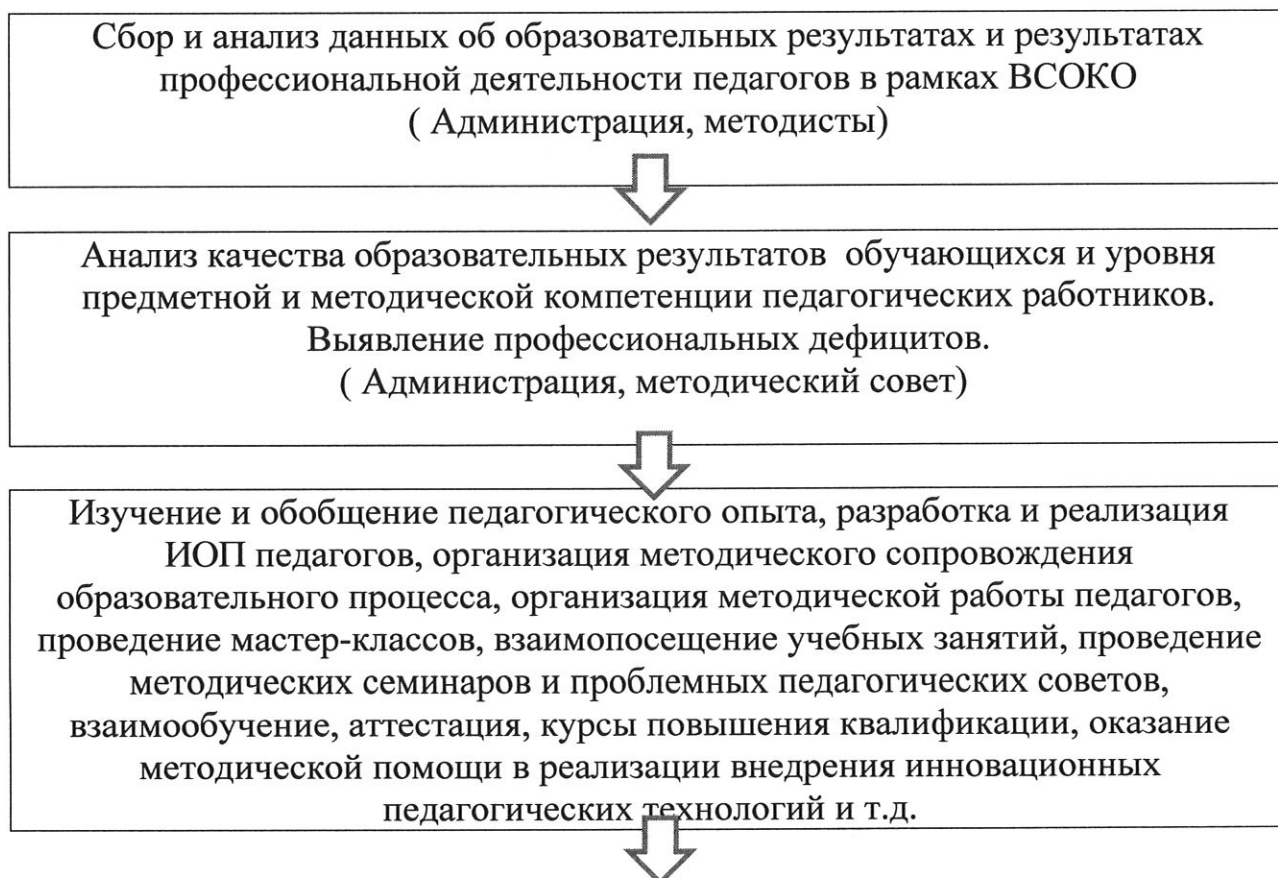 Сбор и анализ данных об образовательных результатах и результатах
профессиональной деятельности педагогов в рамках ВСОКО
( Администрация, методисты)
Анализ качества образовательных результатов обучающихся и уровня
предметной и методической компетенции педагогических работников.
Выявление профессиональных дефицитов.
( Администрация, методический совет)
Изучение и обобщение педагогического опыта, разработка и реализация
ИОП педагогов, организация методического сопровождения
образовательного процесса, организация методической работы педагогов,
проведение мастер-классов, взаимопосещение учебных занятий, проведение
методических семинаров и проблемных педагогических советов,
взаимообучение, аттестация, курсы повышения квалификации, оказание
методической помощи в реализации внедрения инновационных
педагогических технологий и т.д.